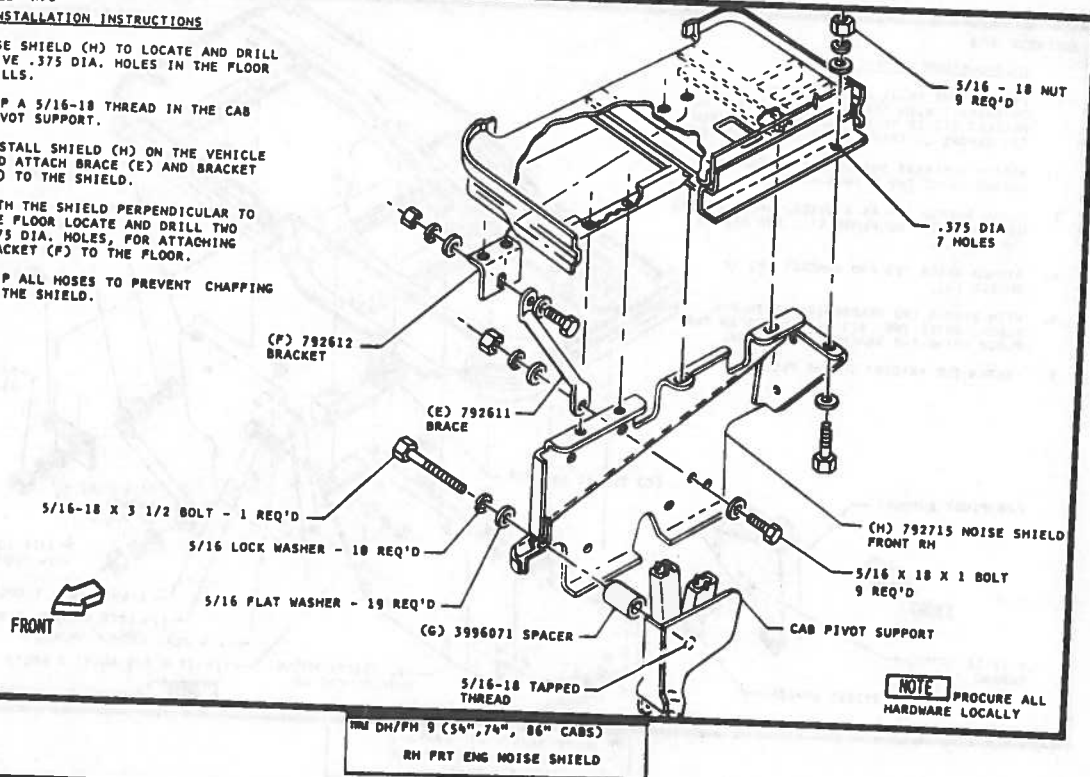 NSTALLATION INSTRUCTIONS
SE SHIELD (H) TO LOCATE AND DRILL
VE .375 DIA. HOLES IN THE FLOOR
LLS.
P A 5/16-18 THREAD IN THE CAB
VOT SUPPORT.
STALL SHIELD (H) ON THE VEHICLE
D ATTACH BRACE (E) AND BRACKET
) TO THE SHIELD.
TH THE SHIELD PERPENDICULAR TO
E FLOOR LOCATE AND DRILL TWO
75 DIA. HOLES, FOR ATTACHING
ACKET (F) TO THE FLOOR.
P ALL HOSES TO PREVENT CHAFFING
THE SHIELD.
5/16 - 18 NUT
9 REQ'D
.375 DIA
7 HOLES
(F) 792612
BRACKET
(E) 792611
BRACE
5/16-18 X 3 1/2 BOLT - 1 REQ'D
5/16 LOCK WASHER - 10 REQ'D
5/16 FLAT WASHER - 19 REQ'D
(G) 3996071 SPACER
5/16-18 TAPPED
THREAD
(H) 792715 NOISE SHIELD
FRONT RH
5/16 X 18 X 1 BOLT
9 REQ'D
CAB PIVOT SUPPORT
FRONT
NOTE PROCURE ALL
HARDWARE LOCALLY
DH/FH 9 (54",74", 86" CABS)
RH FRT ENG NOISE SHIELD